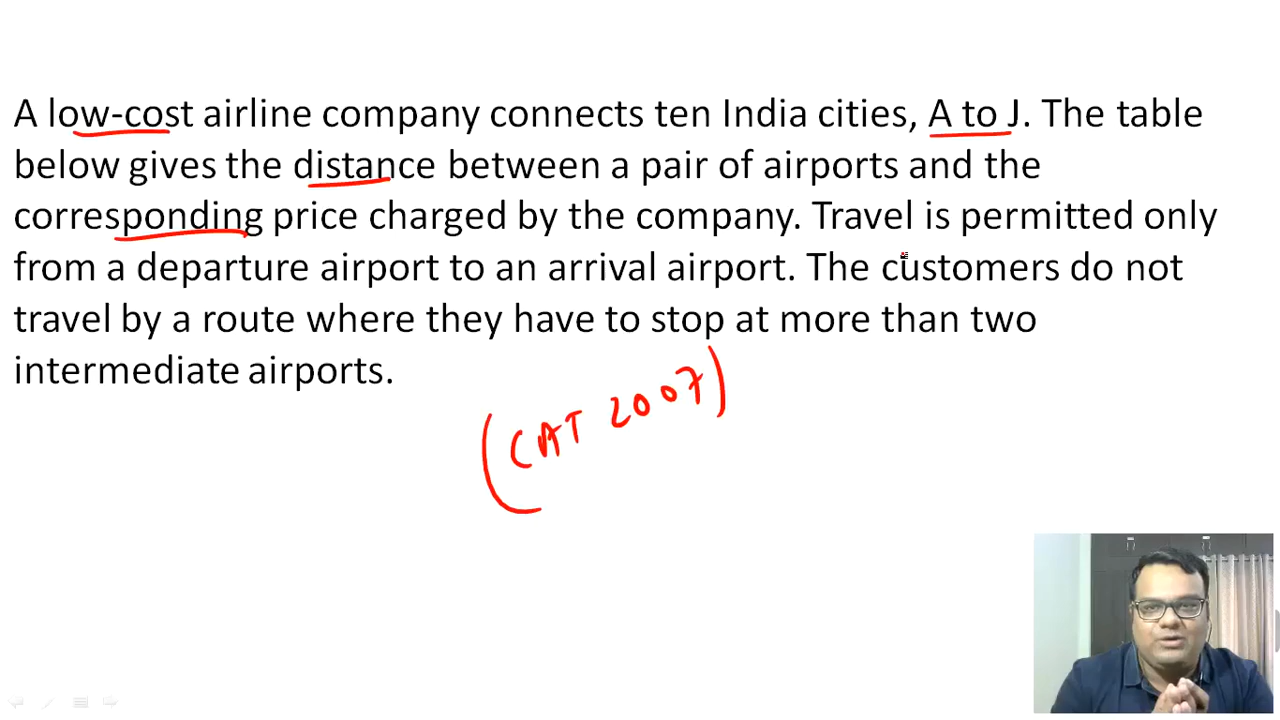 A low-cost airline company connects ten India cities, A to J. The table
below gives the distance between a pair of airports and the
corresponding price charged by the company. Travel is permitted only
from a departure airport to an arrival airport. The customers do not
travel by a route where they have to stop at more than two
intermediate airports.
(CAT 2007)